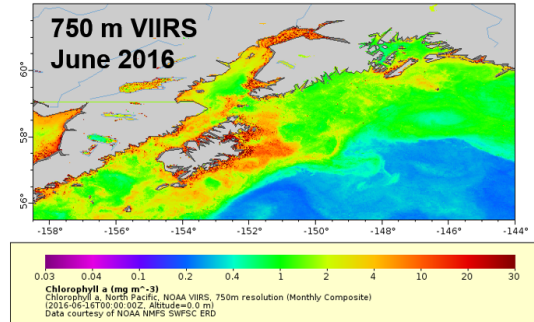 750 m VIIRS
June 2016
60°
58°
56°
-158° -156° -154° -152° -150° -148° -146° -144°
0.03 0.04 0.1 0.2 0.4 1 2 4 10 20 30
Chlorophyll a (mg m^-3)
Chlorophyll a, North Pacific, NOAA VIIRS, 750m resolution (Monthly Composite)
(2016-06-16T00:00:00Z, Altitude=0.0 m)
Data courtesy of NOAA NMFS SWFSC ERD